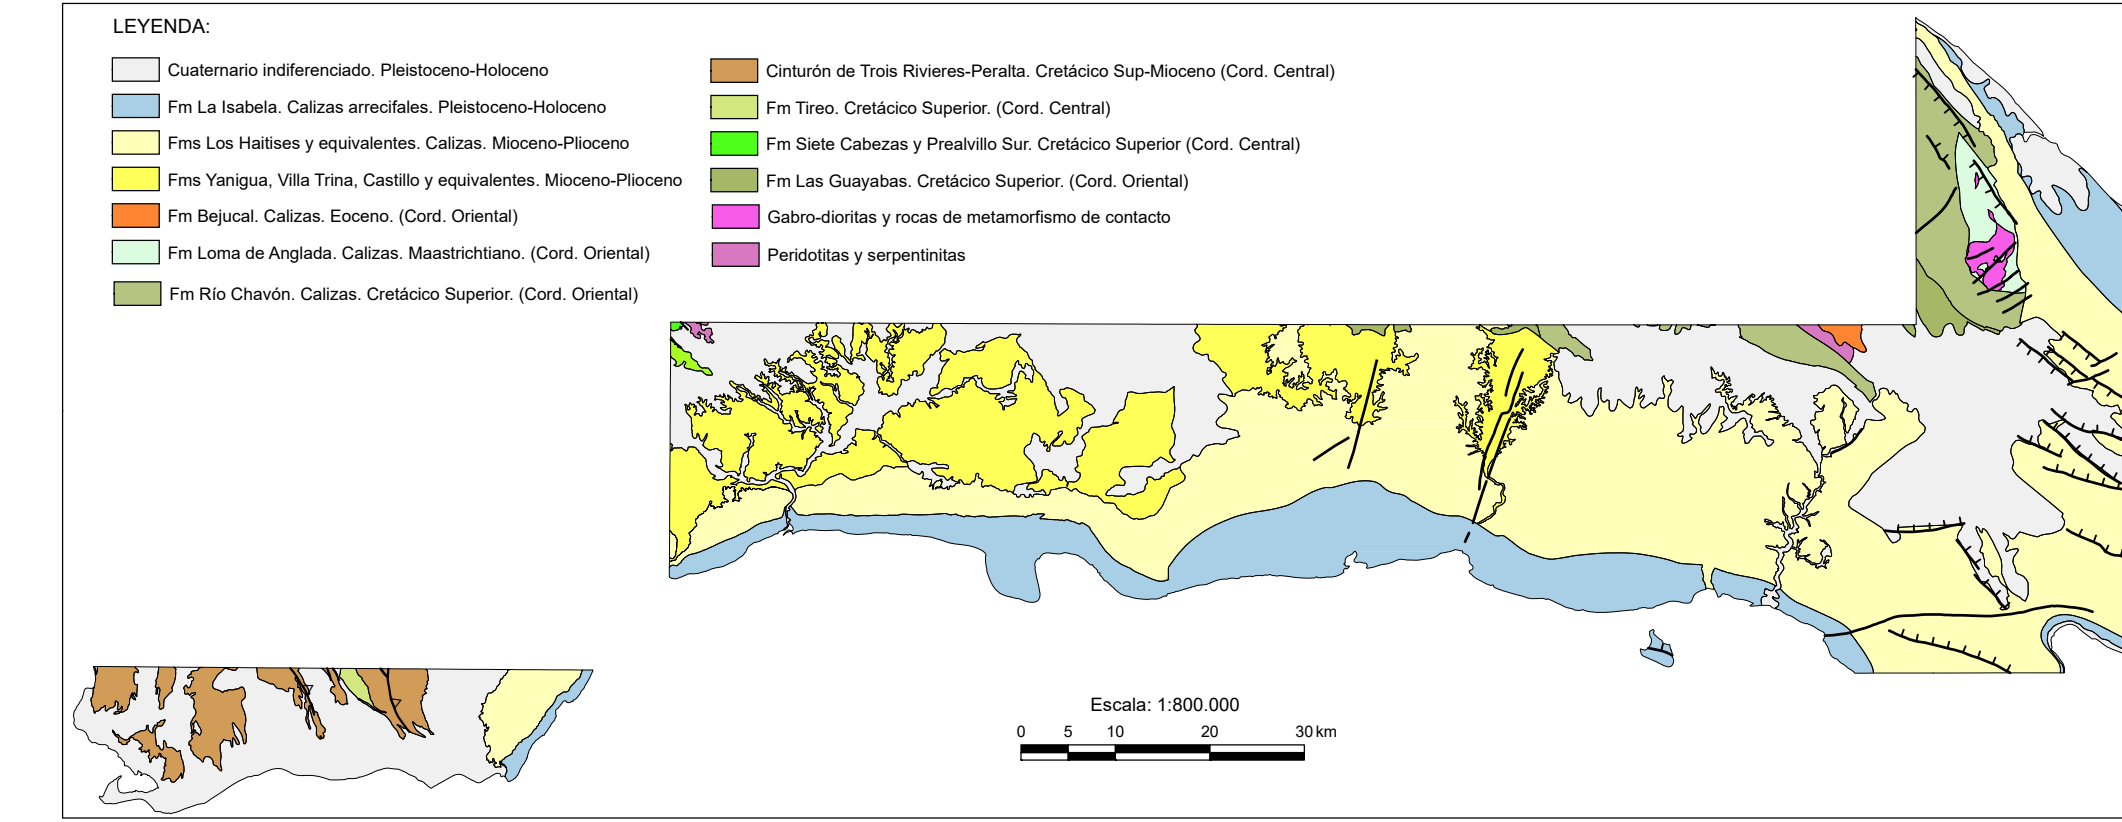 LEYENDA:
Cuaternario indiferenciado. Pleistoceno-Holoceno
Fm La Isabela. Calizas arrecifales. Pleistoceno-Holoceno
Fms Los Haitises y equivalentes. Calizas. Mioceno-Plioceno
Fms Yanigua, Villa Trina, Castillo y equivalentes. Mioceno-Plioceno
Fm Bejucal. Calizas. Eoceno. (Cord. Oriental)
Fm Loma de Anglada. Calizas. Maastrichtiano. (Cord. Oriental)
Fm Río Chavón. Calizas. Cretácico Superior. (Cord. Oriental)
Cinturón de Trois Rivieres-Peralta. Cretácico Sup-Mioceno (Cord. Central)
Fm Tireo. Cretácico Superior. (Cord. Central)
Fm Siete Cabezas y Prealvillo Sur. Cretácico Superior (Cord. Central)
Fm Las Guayabas. Cretácico Superior. (Cord. Oriental)
Gabro-dioritas y rocas de metamorfismo de contacto
Peridotitas y serpentinitas
Escala: 1:800.000
0 5 10 20 30 km